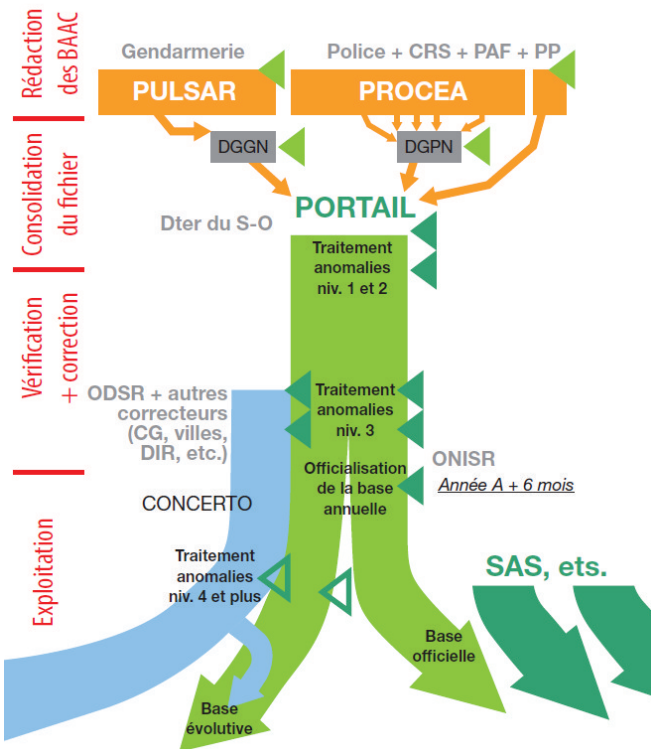 Rédaction
des BAAC
Gendarmerie
Police + CRS + PAF + PP
PULSAR
PROCEA
Consolidation
du fichier
DGGN
DGPN
PORTAIL
Dter du S-O
Traitement
anomalies
niv. 1 et 2
Vérification
+ correction
ODSR + autres
correcteurs
(CG, villes,
DIR, etc.)
Traitement
anomalies
niv. 3
Officialisation
de la base
annuelle
ONISR
Année A + 6 mois
Exploitation
CONCERTO
Traitement
anomalies
niv. 4 et plus
SAS, ets.
Base
officielle
Base
évolutive